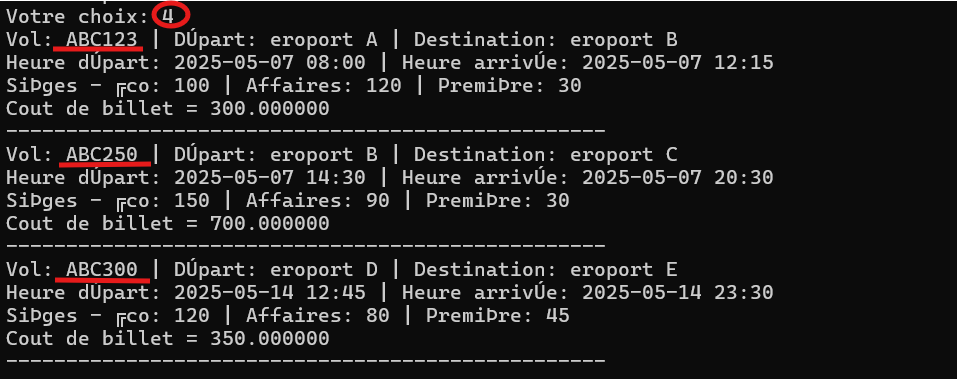 Votre choix: 4
Vol: ABC123 | DÚpart: eroport A | Destination: eroport B
Heure dÚpart: 2025-05-07 08:00 | Heure arrivÚe: 2025-05-07 12:15
SiÞges - ╔co: 100 | Affaires: 120 | PremiÞre: 30
Cout de billet = 300.000000
--------------------------------------------------
Vol: ABC250 | DÚpart: eroport B | Destination: eroport C
Heure dÚpart: 2025-05-07 14:30 | Heure arrivÚe: 2025-05-07 20:30
SiÞges - ╔co: 150 | Affaires: 90 | PremiÞre: 30
Cout de billet = 700.000000
--------------------------------------------------
Vol: ABC300 | DÚpart: eroport D | Destination: eroport E
Heure dÚpart: 2025-05-14 12:45 | Heure arrivÚe: 2025-05-14 23:30
SiÞges - ╔co: 120 | Affaires: 80 | PremiÞre: 45
Cout de billet = 350.000000
--------------------------------------------------